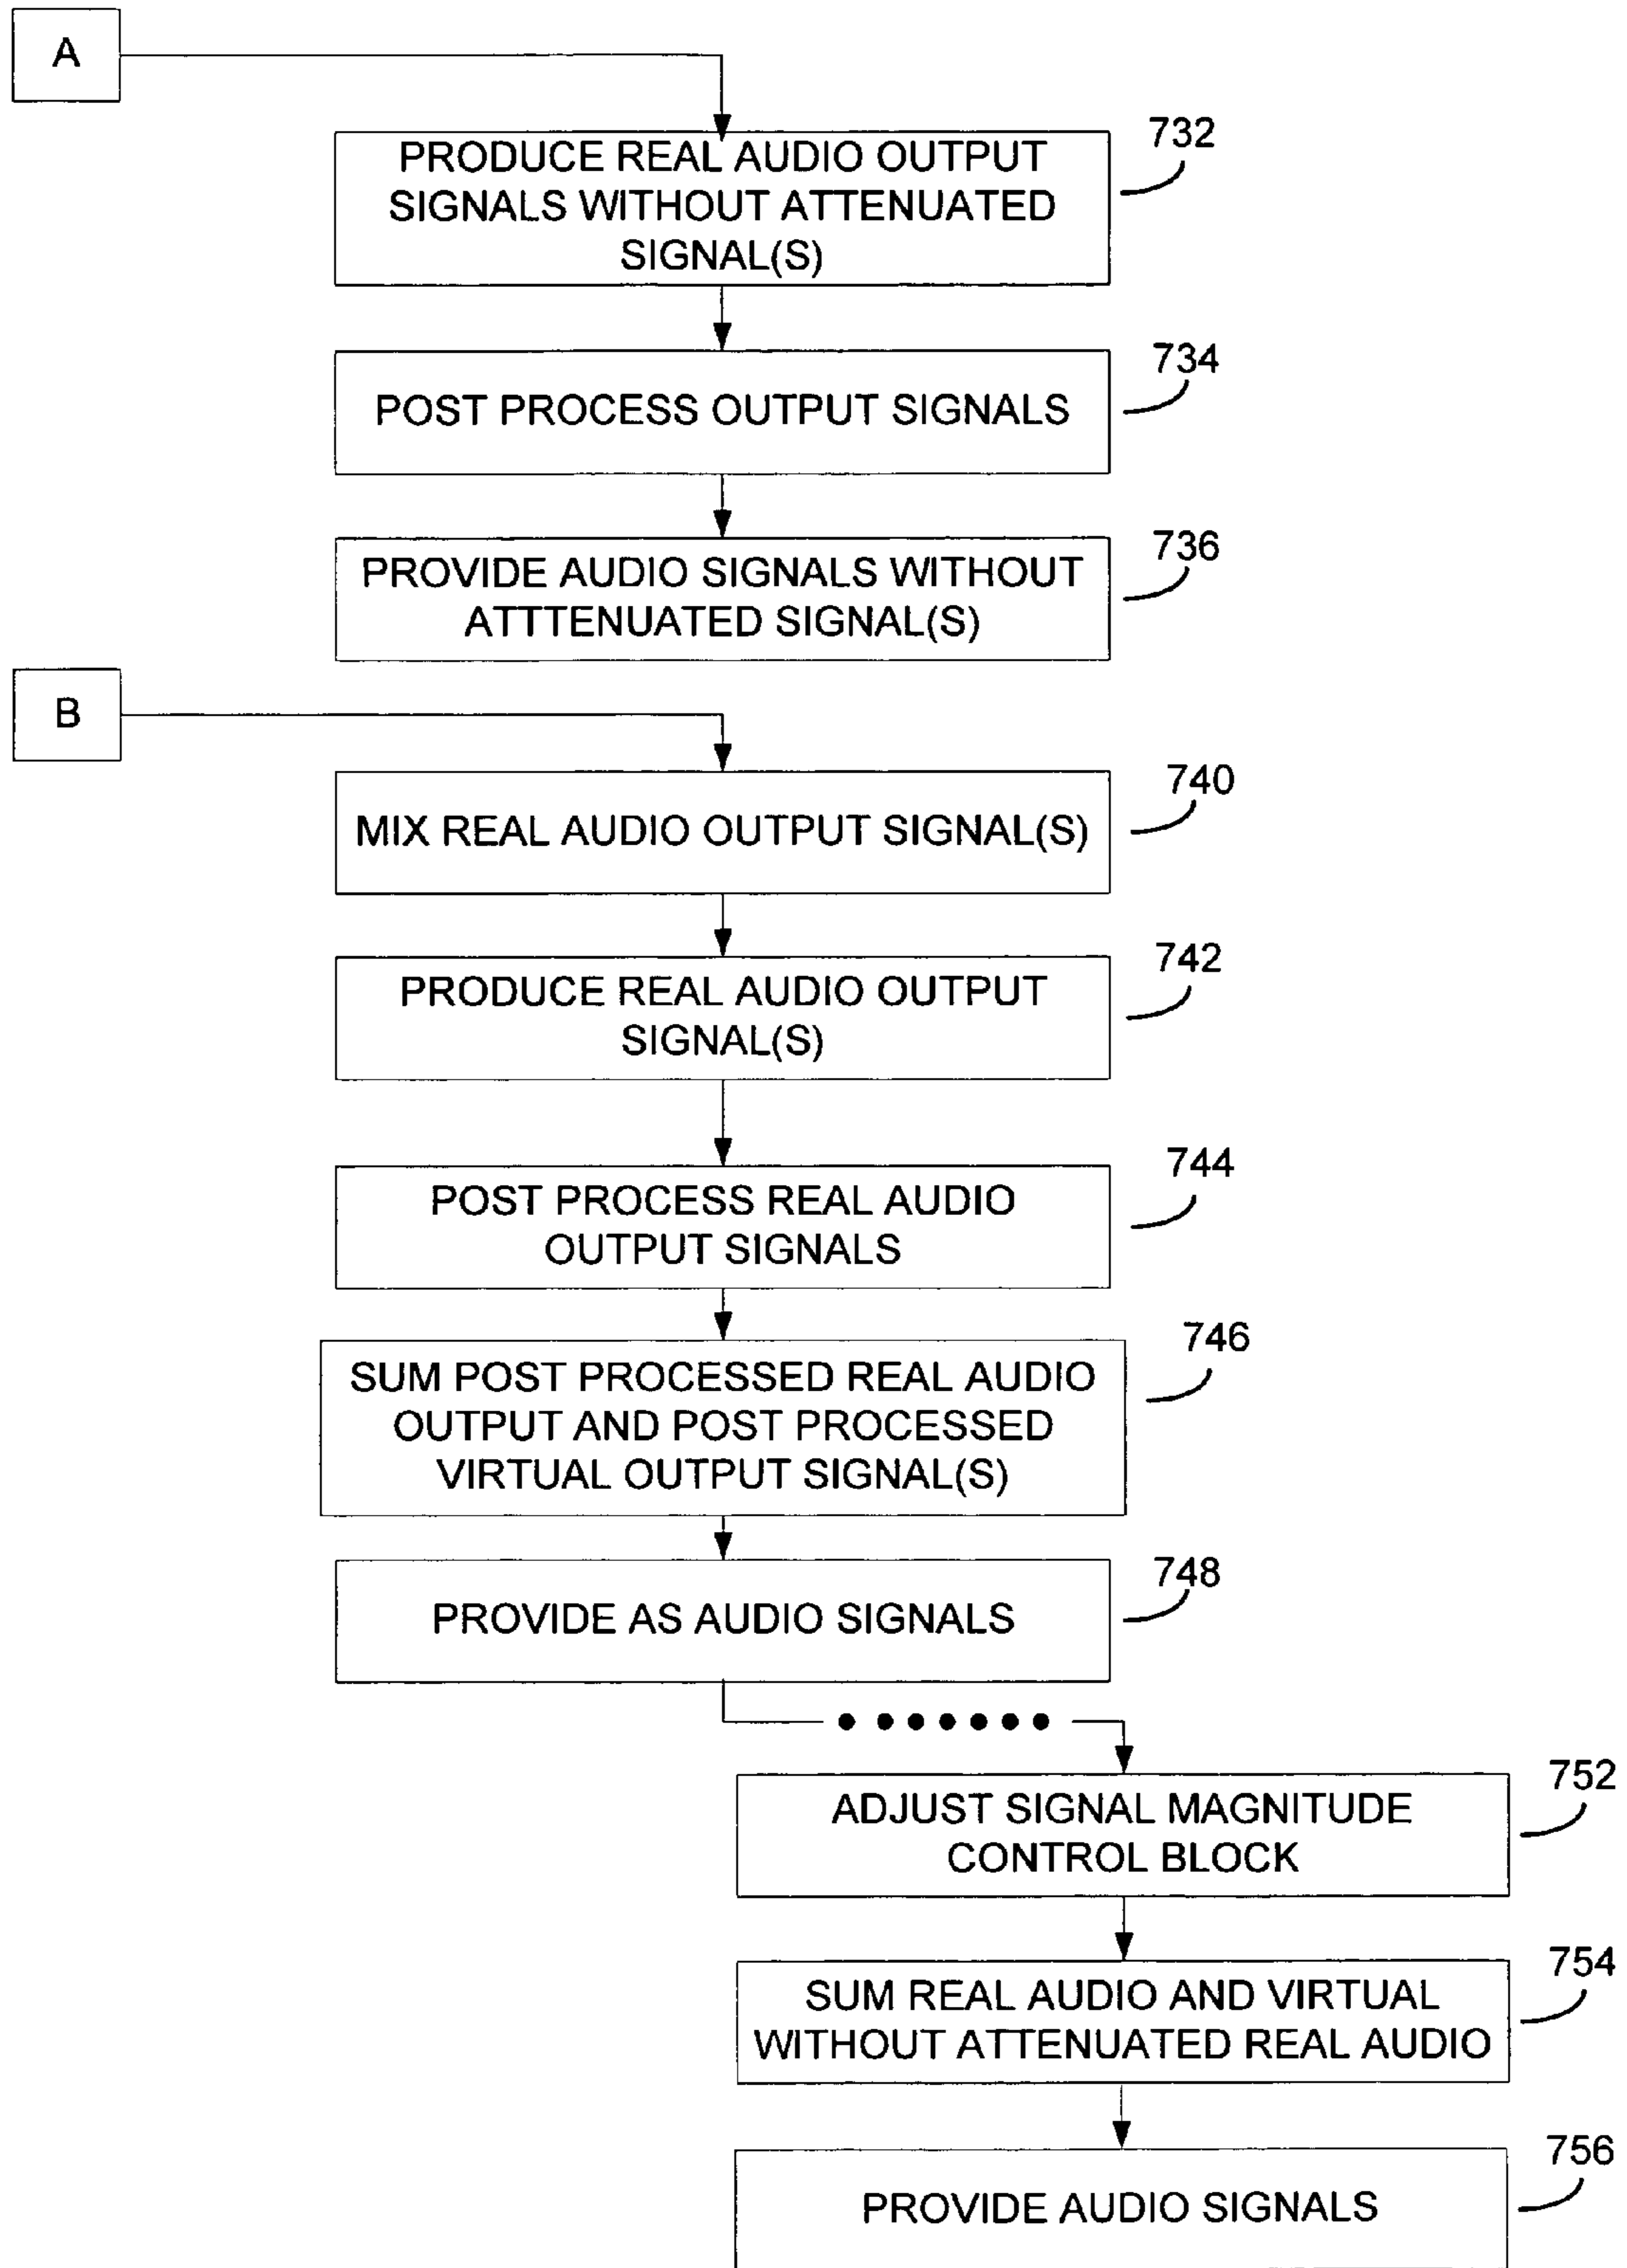 A
732
PRODUCE REAL AUDIO OUTPUT
SIGNALS WITHOUT ATTENUATED
SIGNAL(S)
734
POST PROCESS OUTPUT SIGNALS
736
PROVIDE AUDIO SIGNALS WITHOUT
ATTTENUATED SIGNAL(S)
B
740
MIX REAL AUDIO OUTPUT SIGNAL(S)
742
PRODUCE REAL AUDIO OUTPUT
SIGNAL(S)
744
POST PROCESS REAL AUDIO
OUTPUT SIGNALS
746
SUM POST PROCESSED REAL AUDIO
OUTPUT AND POST PROCESSED
VIRTUAL OUTPUT SIGNAL(S)
748
PROVIDE AS AUDIO SIGNALS
752
ADJUST SIGNAL MAGNITUDE
CONTROL BLOCK
754
SUM REAL AUDIO AND VIRTUAL
WITHOUT ATTENUATED REAL AUDIO
756
PROVIDE AUDIO SIGNALS